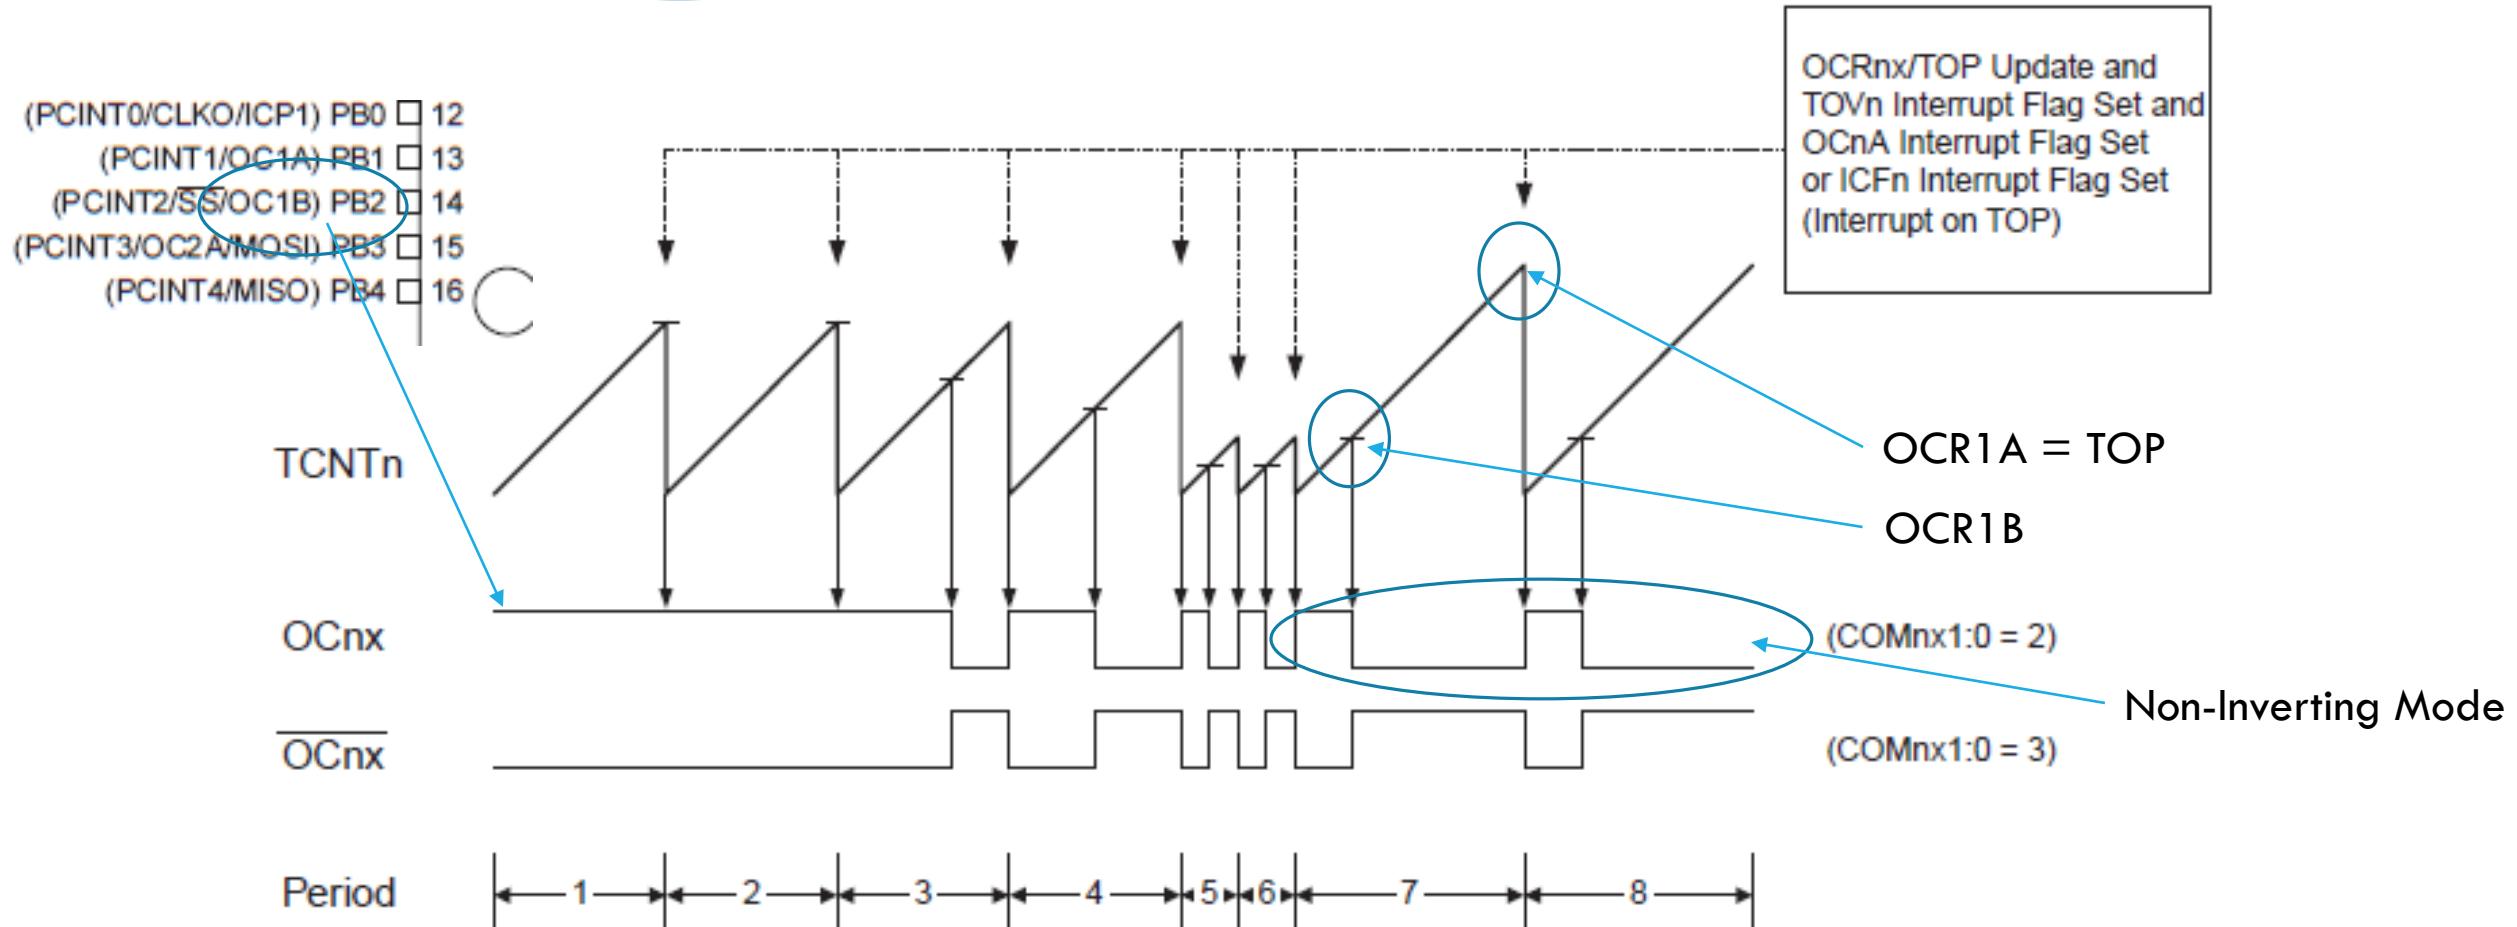 OCRnx/TOP Update and
TOVn Interrupt Flag Set and
OCnA Interrupt Flag Set
or ICFn Interrupt Flag Set
(Interrupt on TOP)
(PCINT0/CLKO/ICP1) PB0 12
(PCINT1/OC1A) PB1 13
(PCINT2/S̅S̅/OC1B) PB2 14
(PCINT3/OC2A/MOSI) PB3 15
(PCINT4/MISO) PB4 16
TCNTn
OCR1A = TOP
OCR1B
OCnx
(COMnx1:0 = 2)
Non-Inverting Mode
O̅C̅n̅x̅
(COMnx1:0 = 3)
Period 1 2 3 4 5 6 7 8